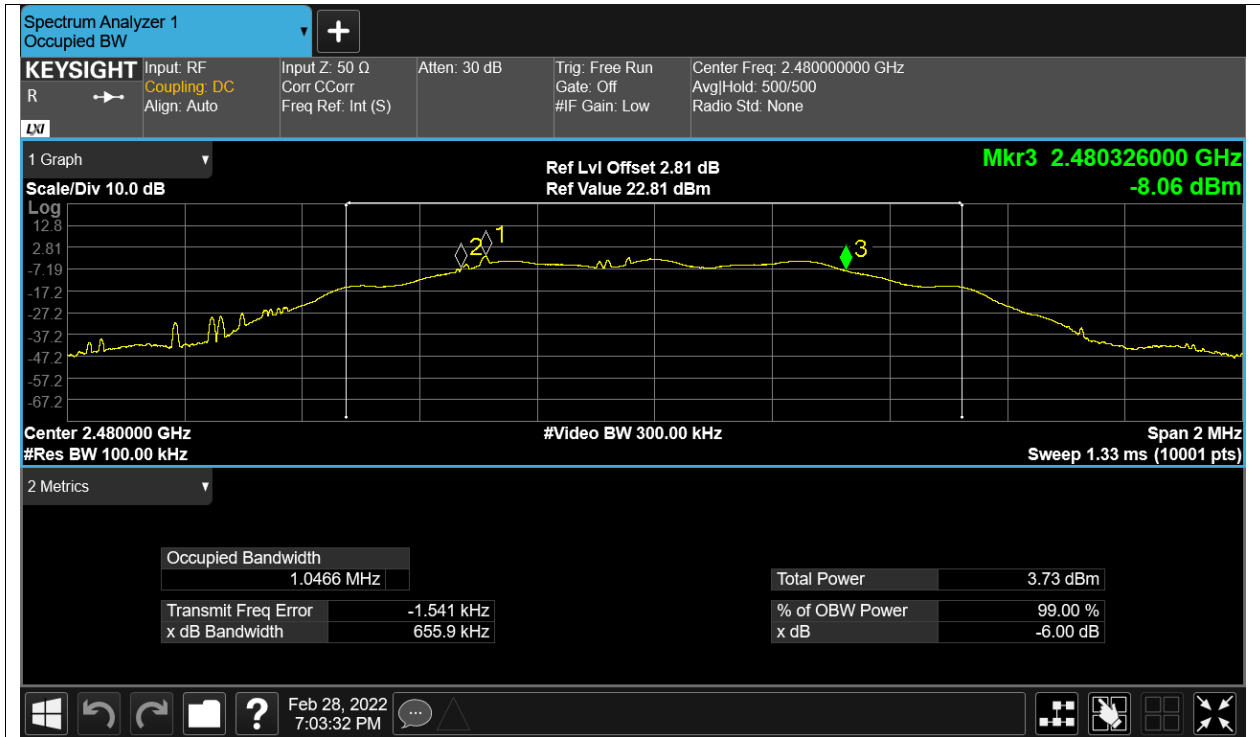 Spectrum Analyzer 1
Occupied BW
KEYSIGHT
R
LXI
Input: RF
Coupling: DC
Align: Auto
Input Z: 50 Ω
Corr CCorr
Freq Ref: Int (S)
Atten: 30 dB
Trig: Free Run
Gate: Off
#IF Gain: Low
Center Freq: 2.480000000 GHz
Avg|Hold: 500/500
Radio Std: None
1 Graph
Scale/Div 10.0 dB
Ref Lvl Offset 2.81 dB
Ref Value 22.81 dBm
Mkr3 2.480326000 GHz
-8.06 dBm
Log
12.8
2.81
-7.19
-17.2
-27.2
-37.2
-47.2
-57.2
-67.2
2
1
3
Center 2.480000 GHz
#Res BW 100.00 kHz
#Video BW 300.00 kHz
Span 2 MHz
Sweep 1.33 ms (10001 pts)
2 Metrics
Occupied Bandwidth
1.0466 MHz
Transmit Freq Error -1.541 kHz
x dB Bandwidth 655.9 kHz
Total Power 3.73 dBm
% of OBW Power 99.00 %
x dB -6.00 dB
?
Feb 28, 2022
7:03:32 PM